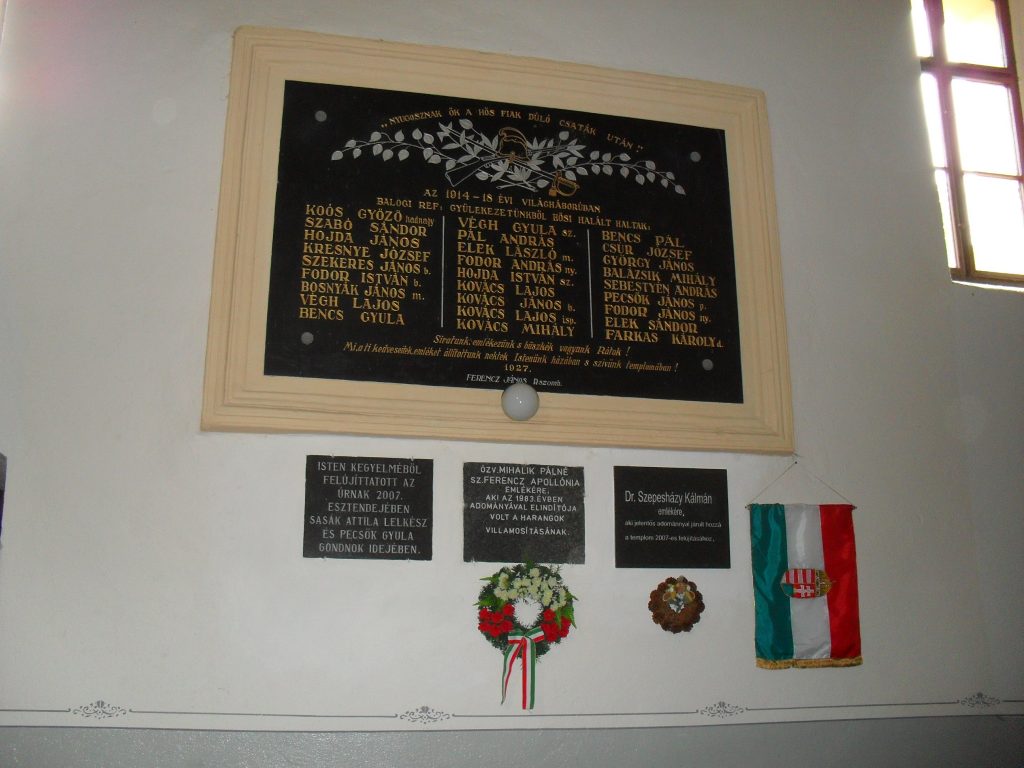 „NYUGOSZNAK ŐK A HŐS FIAK DÚLÓ CSATÁK UTÁN”
AZ 1914-18 ÉVI VILÁGHÁBORÚBAN
BALOGI REF: GYÜLEKEZETÜNKBŐL HŐSI HALÁLT HALTAK:
KOÓS GYŐZŐ hadnagy
SZABÓ SÁNDOR
HOJDA JÁNOS
KRESNYE JÓZSEF
SZEKERES JÁNOS b.
FODOR ISTVÁN b.
BOSNYÁK JÁNOS m.
VÉGH LAJOS
BENCS GYULA
VÉGH GYULA sz.
PÁL ANDRÁS
ELEK LÁSZLÓ m.
FODOR ANDRÁS ny.
HOJDA ISTVÁN sz.
KOVÁCS LAJOS
KOVÁCS JÁNOS b.
KOVÁCS LAJOS isp.
KOVÁCS MIHÁLY
BENCS PÁL
CSÚR JÓZSEF
GYÖRGY JÁNOS
BALÁZSIK MIHÁLY
SEBESTYÉN ANDRÁS
PECSÖK JÁNOS p.
FODOR JÁNOS ny.
ELEK SÁNDOR
FARKAS KÁROLY d.
Siratunk, emlékezünk s büszkék vagyunk Rátok!
Mi, a ti kedveseitek, emléket állítottunk nektek Istenünk házában s szívünk templomában!
1927.
FERENCZ JÁNOS R.szomb.
ISTEN KEGYELMÉBŐL
FELÚJÍTTATOTT AZ
ÚRNAK 2007.
ESZTENDEJÉBEN
SASÁK ATTILA LELKÉSZ
ÉS PECSÖK GYULA
GONDNOK IDEJÉBEN.
ÖZV. MIHALIK PÁLNÉ
SZ. FERENCZ APOLLÓNIA
EMLÉKÉRE,
AKI AZ 1983. ÉVBEN
ADOMÁNYÁVAL ELINDÍTÓJA
VOLT A HARANGOK
VILLAMOSÍTÁSÁNAK.
Dr. Szepesházy Kálmán
emlékére,
aki jelentős adománnyal járult hozzá
a templom 2007-es felújításához.